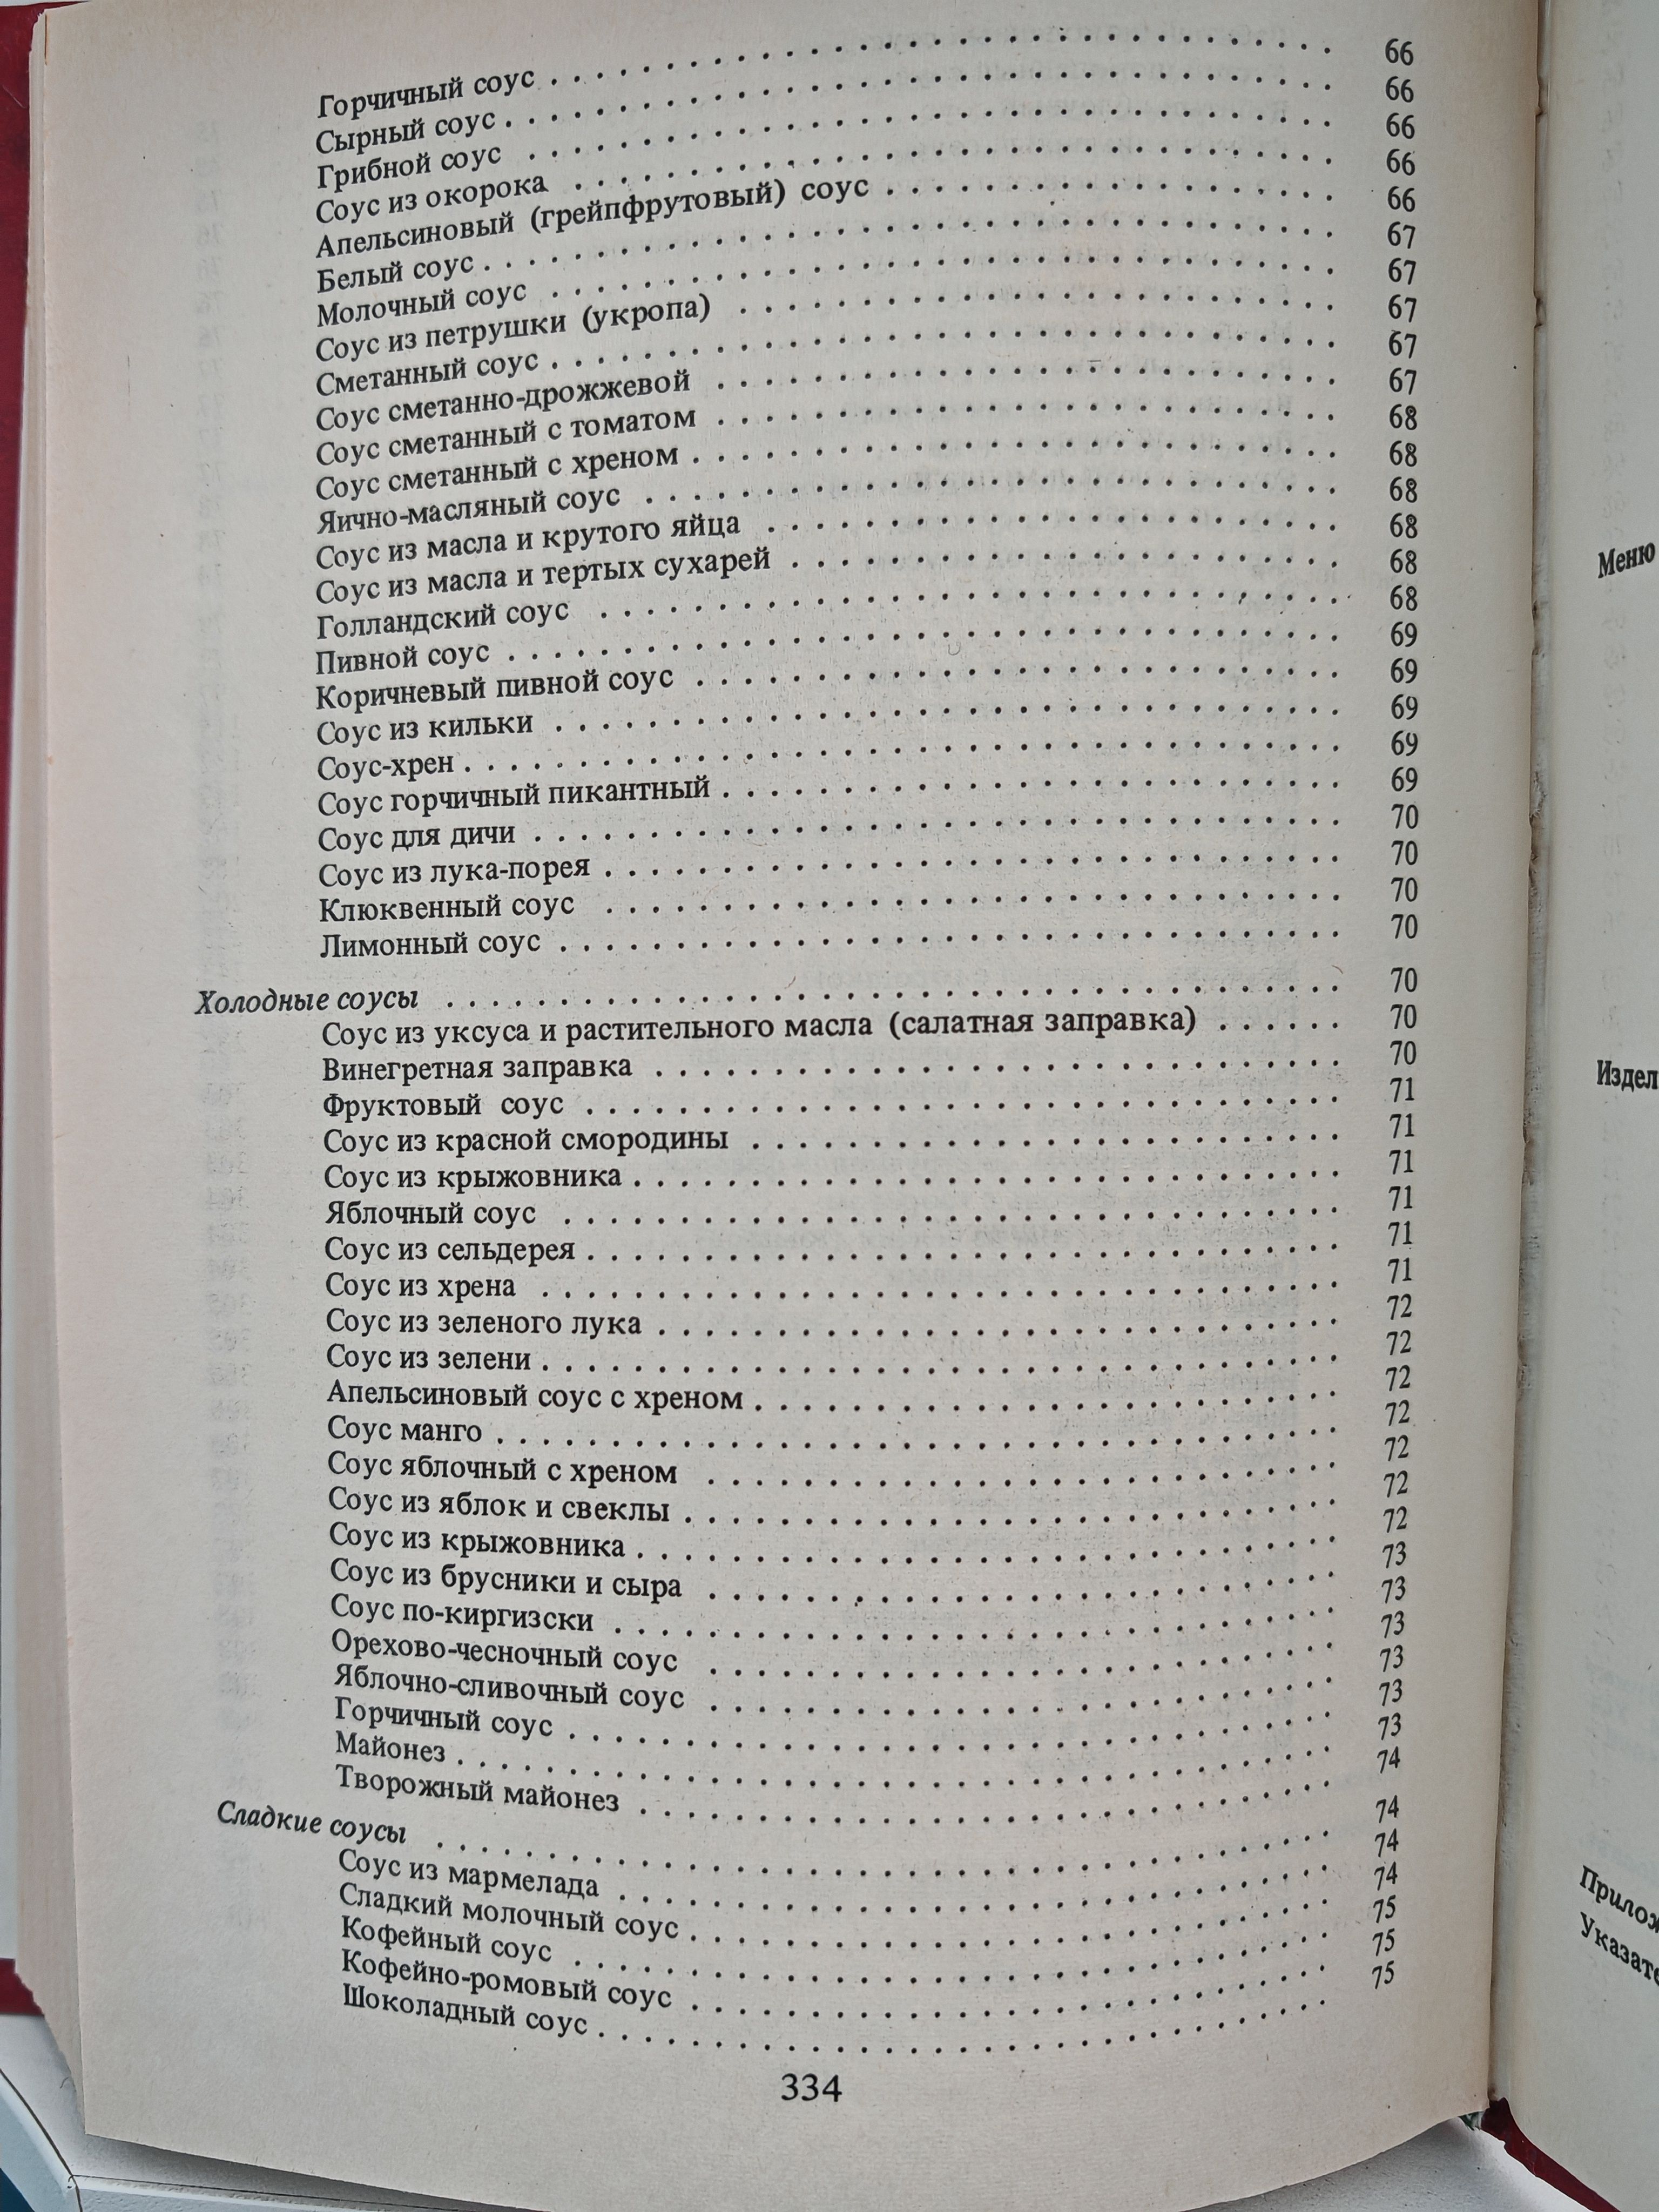 Горчичный соус . . . . . . . . . . 66
Сырный соус . . . . . . . . . . 66
Грибной соус . . . . . . . . . . 66
Соус из окорока . . . . . . . . . . 66
Апельсиновый (грейпфрутовый) соус . . . . . . . . . . 66
Белый соус . . . . . . . . . . 67
Молочный соус . . . . . . . . . . 67
Соус из петрушки (укропа) . . . . . . . . . . 67
Сметанный соус . . . . . . . . . . 67
Соус сметанно-дрожжевой . . . . . . . . . . 67
Соус сметанный с томатом . . . . . . . . . . 68
Соус сметанный с хреном . . . . . . . . . . 68
Яично-масляный соус . . . . . . . . . . 68
Соус из масла и крутого яйца . . . . . . . . . . 68
Соус из масла и тертых сухарей . . . . . . . . . . 68
Голландский соус . . . . . . . . . . 68
Пивной соус . . . . . . . . . . 69
Коричневый пивной соус . . . . . . . . . . 69
Соус из кильки . . . . . . . . . . 69
Соус-хрен . . . . . . . . . . 69
Соус горчичный пикантный . . . . . . . . . . 69
Соус для дичи . . . . . . . . . . 70
Соус из лука-порея . . . . . . . . . . 70
Клюквенный соус . . . . . . . . . . 70
Лимонный соус . . . . . . . . . . 70
Холодные соусы . . . . . . . . . . 70
Соус из уксуса и растительного масла (салатная заправка) . . . . . . 70
Винегретная заправка . . . . . . . . . . 70
Фруктовый соус . . . . . . . . . . 71
Соус из красной смородины . . . . . . . . . . 71
Соус из крыжовника . . . . . . . . . . 71
Яблочный соус . . . . . . . . . . 71
Соус из сельдерея . . . . . . . . . . 71
Соус из хрена . . . . . . . . . . 71
Соус из зеленого лука . . . . . . . . . . 72
Соус из зелени . . . . . . . . . . 72
Апельсиновый соус с хреном . . . . . . . . . . 72
Соус манго . . . . . . . . . . 72
Соус яблочный с хреном . . . . . . . . . . 72
Соус из яблок и свеклы . . . . . . . . . . 72
Соус из крыжовника . . . . . . . . . . 72
Соус из брусники и сыра . . . . . . . . . . 73
Соус по-киргизски . . . . . . . . . . 73
Орехово-чесночный соус . . . . . . . . . . 73
Яблочно-сливочный соус . . . . . . . . . . 73
Горчичный соус . . . . . . . . . . 73
Майонез . . . . . . . . . . 73
Творожный майонез . . . . . . . . . . 74
Сладкие соусы . . . . . . . . . . 74
Соус из мармелада . . . . . . . . . . 74
Сладкий молочный соус . . . . . . . . . . 74
Кофейный соус . . . . . . . . . . 75
Кофейно-ромовый соус . . . . . . . . . . 75
Шоколадный соус . . . . . . . . . . 75
334
Меню